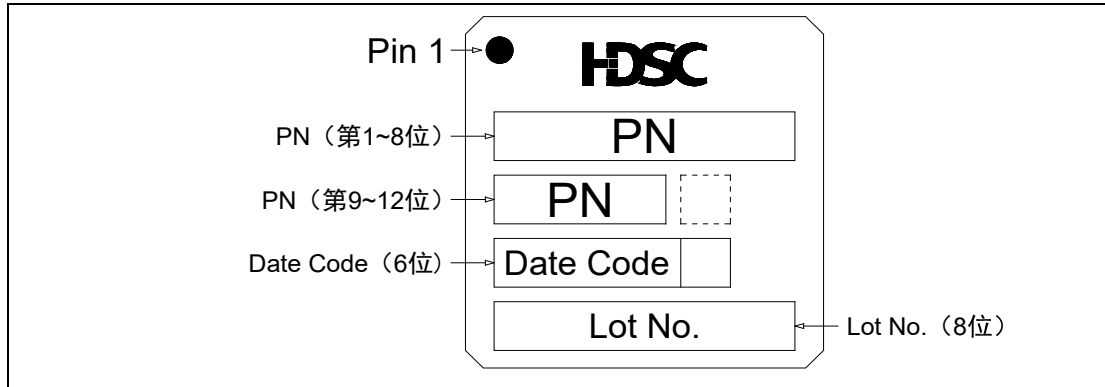 Pin 1
HDSC
PN（第1~8位） PN
PN（第9~12位） PN
Date Code（6位） Date Code
Lot No. Lot No.（8位）